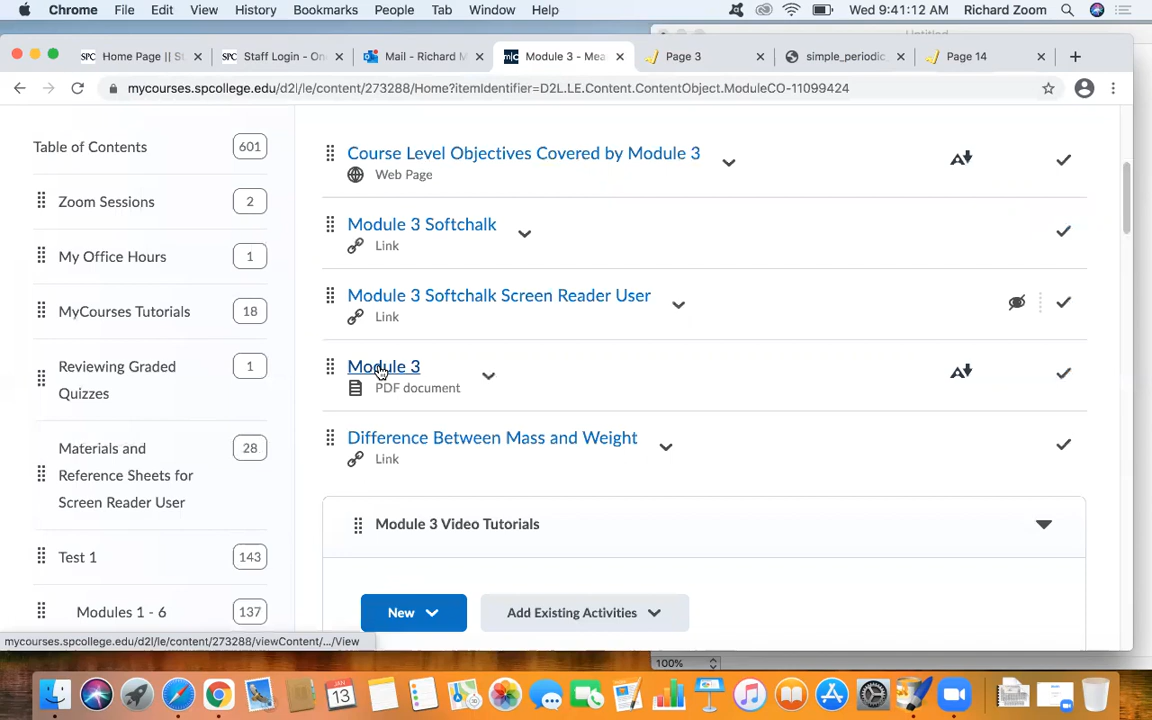 Chrome File Edit View History Bookmarks People Tab Window Help Wed 9:41:12 AM Richard Zoom
SPC Home Page || S SPC Staff Login - On Mail - Richard M mc Module 3 - Mea Page 3 simple_periodic_ Page 14
mycourses.spcollege.edu/d2l/le/content/273288/Home?itemIdentifier=D2L.LE.Content.ContentObject.ModuleCO-11099424
Table of Contents 601
Zoom Sessions 2
My Office Hours 1
MyCourses Tutorials 18
Reviewing Graded 1
Quizzes
Materials and 28
Reference Sheets for
Screen Reader User
Test 1 143
Modules 1 - 6 137
Course Level Objectives Covered by Module 3
Web Page
Module 3 Softchalk
Link
Module 3 Softchalk Screen Reader User
Link
Module 3
PDF document
Difference Between Mass and Weight
Link
Module 3 Video Tutorials
New Add Existing Activities
mycourses.spcollege.edu/d2l/le/content/273288/viewContent/.../View
100%
JAN
13